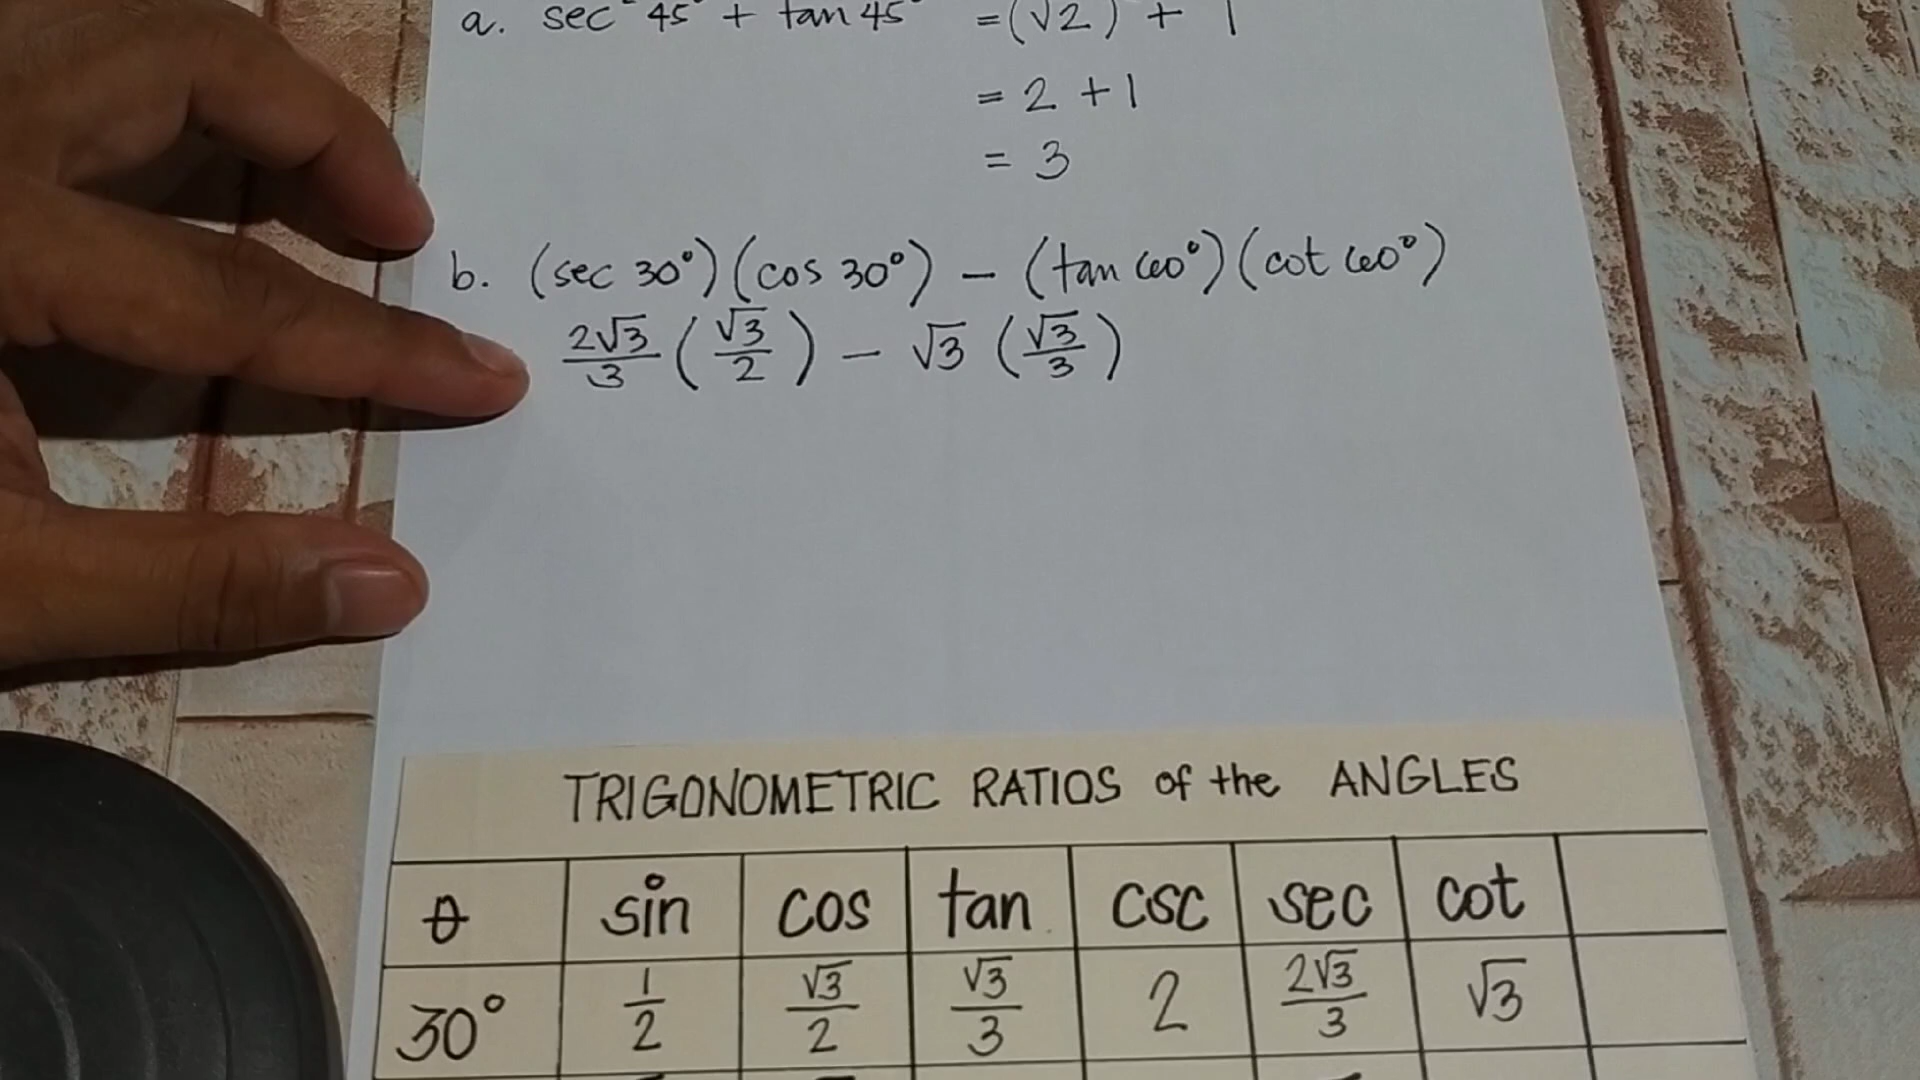 a. sec² 45° + tan 45° = (√2)² + 1
= 2 + 1
= 3
b. (sec 30°)(cos 30°) − (tan 60°)(cot 60°)
2√3/3 (√3/2) − √3 (√3/3)
TRIGONOMETRIC RATIOS of the ANGLES
θ sin cos tan csc sec cot
30° 1/2 √3/2 √3/3 2 2√3/3 √3